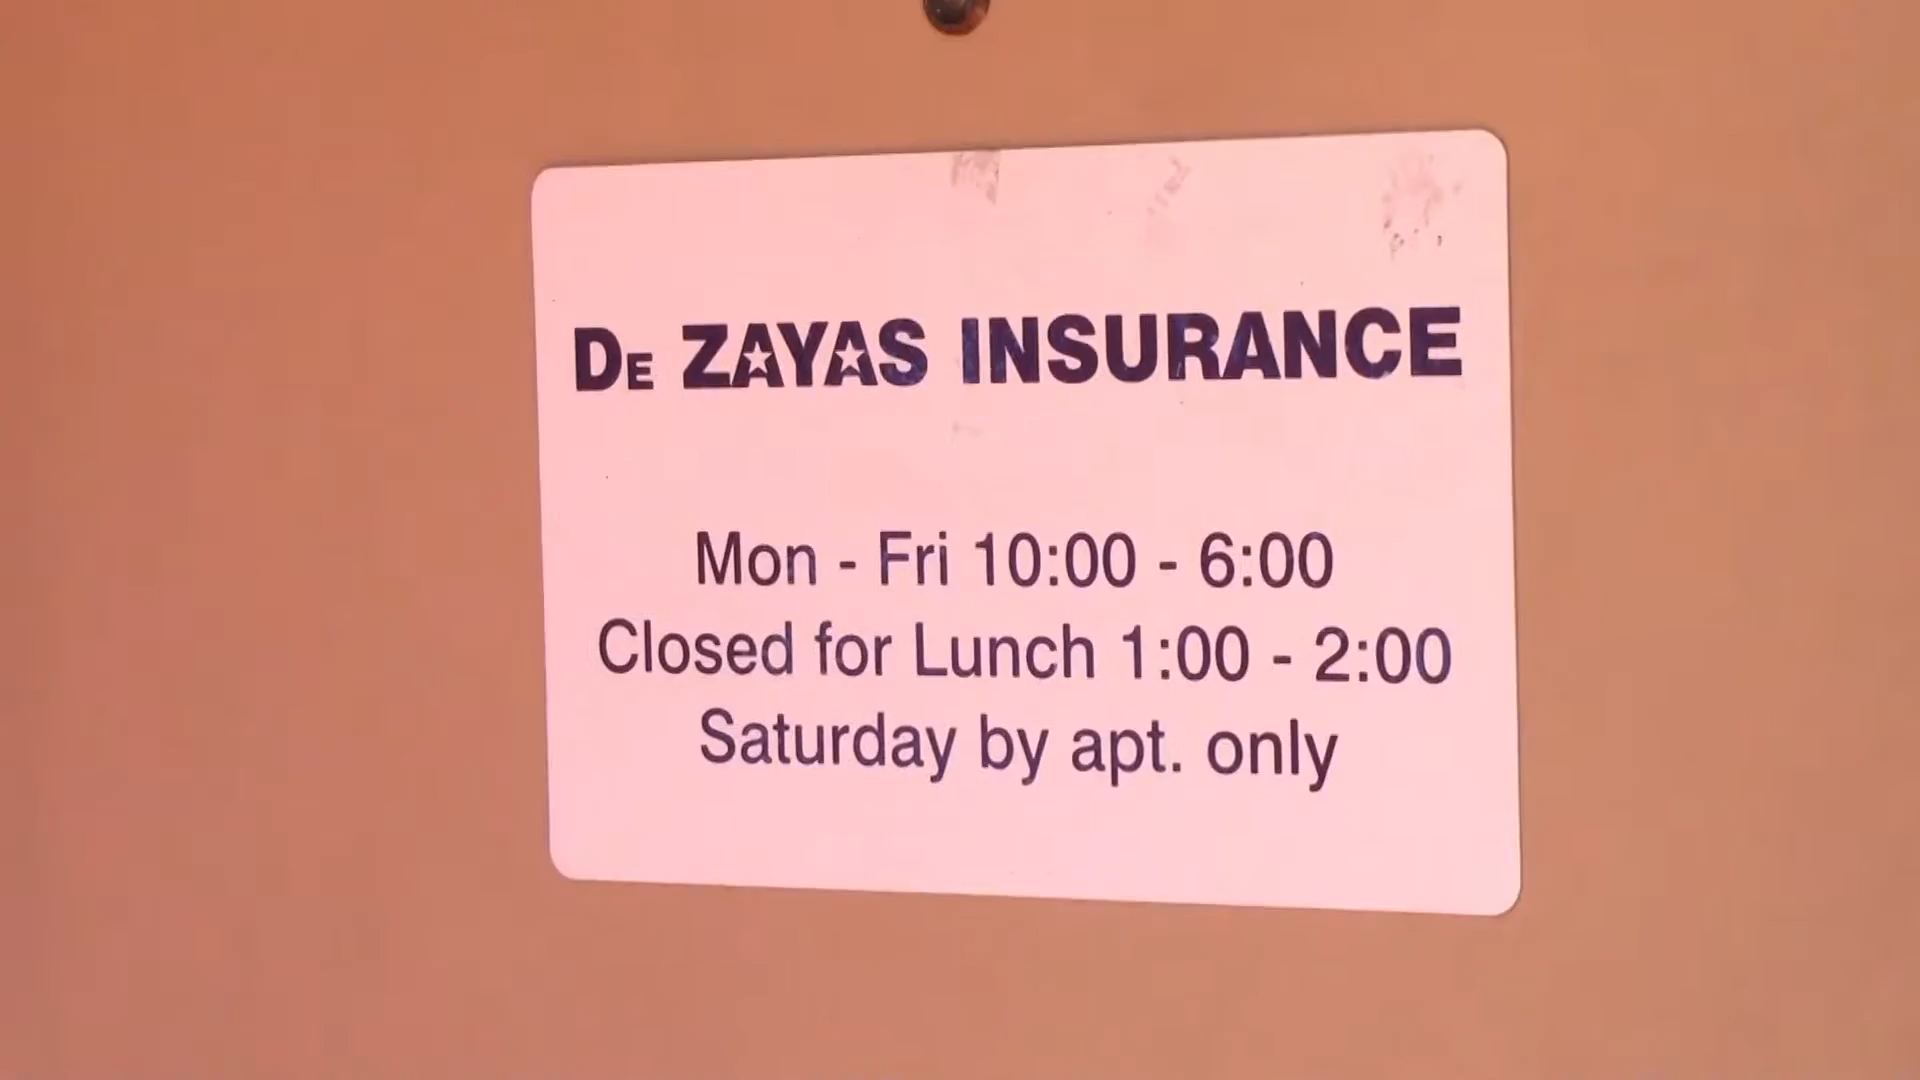 DE ZAYAS INSURANCE
Mon - Fri 10:00 - 6:00
Closed for Lunch 1:00 - 2:00
Saturday by apt. only